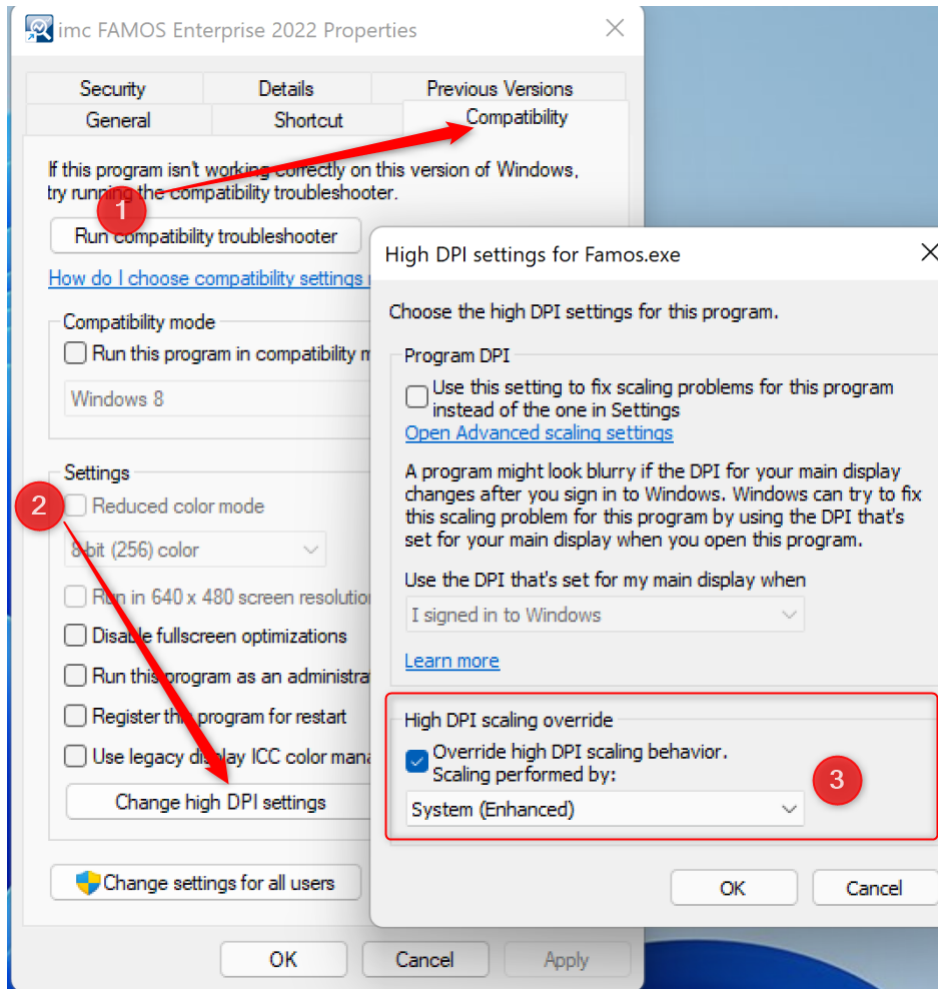 imc FAMOS Enterprise 2022 Properties
Security Details Previous Versions
General Shortcut Compatibility
If this program isn't working correctly on this version of Windows,
try running the compatibility troubleshooter.
1
Run compatibility troubleshooter
How do I choose compatibility settings
Compatibility mode
Run this program in compatibility
Windows 8
Settings
2
Reduced color mode
8-bit (256) color
Run in 640 x 480 screen resolution
Disable fullscreen optimizations
Run this program as an
Register this program for restart
Use legacy display ICC color
Change high DPI settings
Change settings for all users
OK Cancel Apply
High DPI settings for Famos.exe
Choose the high DPI settings for this program.
Program DPI
Use this setting to fix scaling problems for this program
instead of the one in Settings
Open Advanced scaling settings
A program might look blurry if the DPI for your main display
changes after you sign in to Windows. Windows can try to fix
this scaling problem for this program by using the DPI that's
set for your main display when you open this program.
Use the DPI that's set for my main display when
I signed in to Windows
Learn more
High DPI scaling override
Override high DPI scaling behavior.
Scaling performed by:
3
System (Enhanced)
OK Cancel